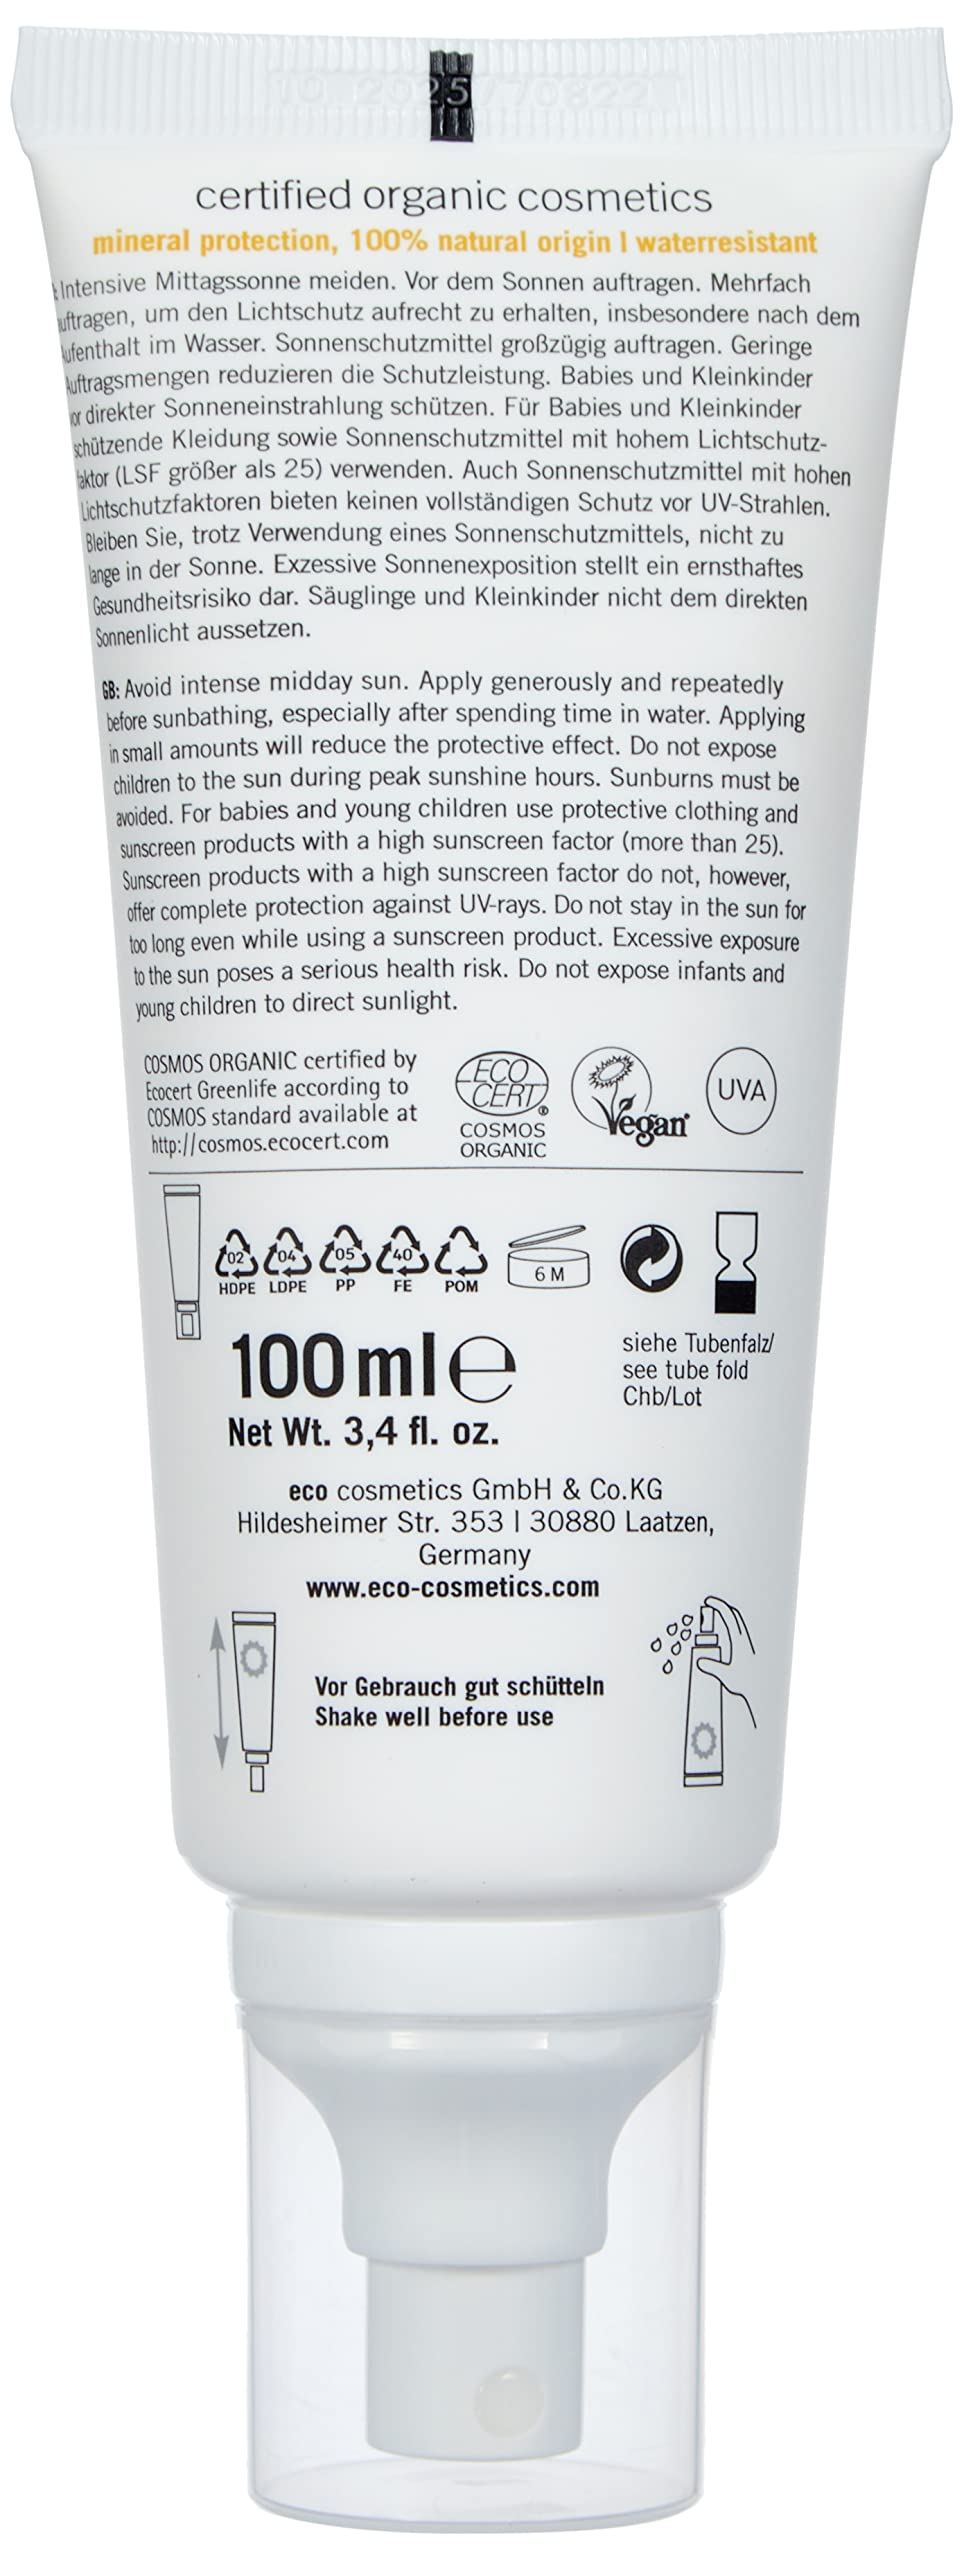 10 2025/70822
certified organic cosmetics
mineral protection, 100% natural origin | waterresistant
: Intensive Mittagssonne meiden. Vor dem Sonnen auftragen. Mehrfach
auftragen, um den Lichtschutz aufrecht zu erhalten, insbesondere nach dem
Aufenthalt im Wasser. Sonnenschutzmittel großzügig auftragen. Geringe
Auftragsmengen reduzieren die Schutzleistung. Babies und Kleinkinder
vor direkter Sonneneinstrahlung schützen. Für Babies und Kleinkinder
schützende Kleidung sowie Sonnenschutzmittel mit hohem Lichtschutz-
faktor (LSF größer als 25) verwenden. Auch Sonnenschutzmittel mit hohen
Lichtschutzfaktoren bieten keinen vollständigen Schutz vor UV-Strahlen.
Bleiben Sie, trotz Verwendung eines Sonnenschutzmittels, nicht zu
lange in der Sonne. Exzessive Sonnenexposition stellt ein ernsthaftes
Gesundheitsrisiko dar. Säuglinge und Kleinkinder nicht dem direkten
Sonnenlicht aussetzen.
GB: Avoid intense midday sun. Apply generously and repeatedly
before sunbathing, especially after spending time in water. Applying
in small amounts will reduce the protective effect. Do not expose
children to the sun during peak sunshine hours. Sunburns must be
avoided. For babies and young children use protective clothing and
sunscreen products with a high sunscreen factor (more than 25).
Sunscreen products with a high sunscreen factor do not, however,
offer complete protection against UV-rays. Do not stay in the sun for
too long even while using a sunscreen product. Excessive exposure
to the sun poses a serious health risk. Do not expose infants and
young children to direct sunlight.
COSMOS ORGANIC certified by
Ecocert Greenlife according to
COSMOS standard available at
http://cosmos.ecocert.com
ECO
CERT®
COSMOS
ORGANIC
Vegan
UVA
02 04 05 40
HDPE LDPE PP FE POM
6 M
100 ml e
Net Wt. 3,4 fl. oz.
siehe Tubenfalz/
see tube fold
Chb/Lot
eco cosmetics GmbH & Co.KG
Hildesheimer Str. 353 | 30880 Laatzen,
Germany
www.eco-cosmetics.com
Vor Gebrauch gut schütteln
Shake well before use